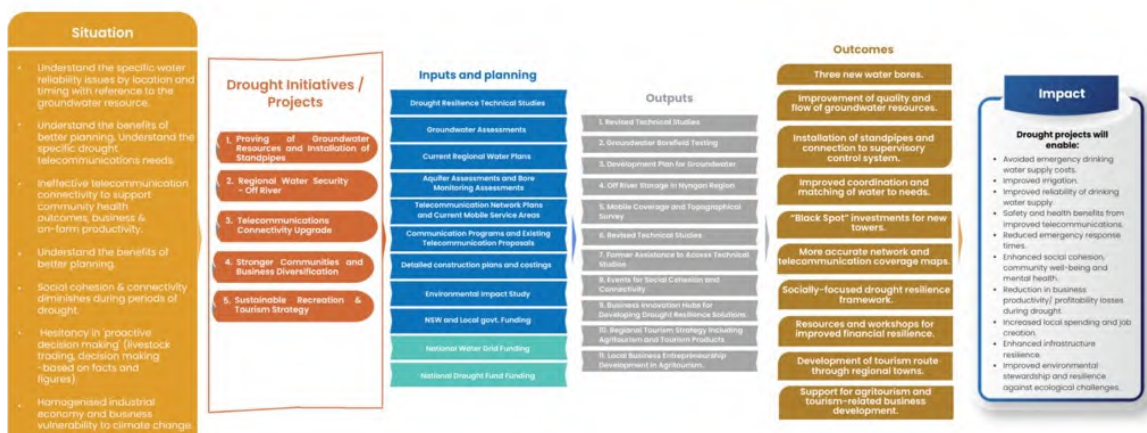 Situation
• Understand the specific water
reliability issues by location and
timing with reference to the
groundwater resource.
• Understand the benefits of
better planning. Understand the
specific drought
telecommunications needs.
• Ineffective telecommunication
connectivity to support
community health
outcomes, business &
on-farm productivity.
• Understand the benefits of
better planning.
• Social cohesion & connectivity
diminishes during periods of
drought.
• Hesitancy in 'proactive
decision making' (livestock
trading, decision making
-based on facts and
figures)
• Homogenised industrial
economy and business
vulnerability to climate change.
Drought Initiatives /
Projects
1. Proving of Groundwater
Resources and Installation of
Standpipes
2. Regional Water Security
- Off River
3. Telecommunications
Connectivity Upgrade
4. Stronger Communities and
Business Diversification
5. Sustainable Recreation &
Tourism Strategy
Inputs and planning
Drought Resilience Technical Studies
Groundwater Assessments
Current Regional Water Plans
Aquifer Assessments and Bore
Monitoring Assessments
Telecommunication Network Plans
and Current Mobile Service Areas
Communication Programs and Existing
Telecommunication Proposals
Detailed construction plans and costings
Environmental Impact Study
NSW and Local govt. Funding
National Water Grid Funding
National Drought Fund Funding
Outputs
1. Revised Technical Studies
2. Groundwater Borefield Testing
3. Development Plan for Groundwater
4. Off River Storage in Nyngan Region
5. Mobile Coverage and Topographical
Survey
6. Revised Technical Studies
7. Former Assistance to Access Technical
Studies
8. Events for Social Cohesion and
Connectivity
9. Business Innovation Hubs for
Developing Drought Resilience Solutions
10. Regional Tourism Strategy Including
Agritourism and Tourism Products
11. Local Business Entrepreneurship
Development in Agritourism.
Outcomes
Three new water bores.
Improvement of quality and
flow of groundwater resources.
Installation of standpipes and
connection to supervisory
control system.
Improved coordination and
matching of water to needs.
"Black Spot" investments for new
towers.
More accurate network and
telecommunication coverage maps.
Socially-focused drought resilience
framework.
Resources and workshops for
improved financial resilience.
Development of tourism route
through regional towns.
Support for agritourism and
tourism-related business
development.
Impact
Drought projects will
enable:
• Avoided emergency drinking
water supply costs.
• Improved irrigation.
• Improved reliability of drinking
water supply.
• Safety and health benefits from
improved telecommunications.
• Reduced emergency response
times.
• Enhanced social cohesion,
community well-being and
mental health.
• Reduction in business
productivity/ profitability losses
during drought.
• Increased local spending and job
creation.
• Enhanced infrastructure
resilience.
• Improved environmental
stewardship and resilience
against ecological challenges.